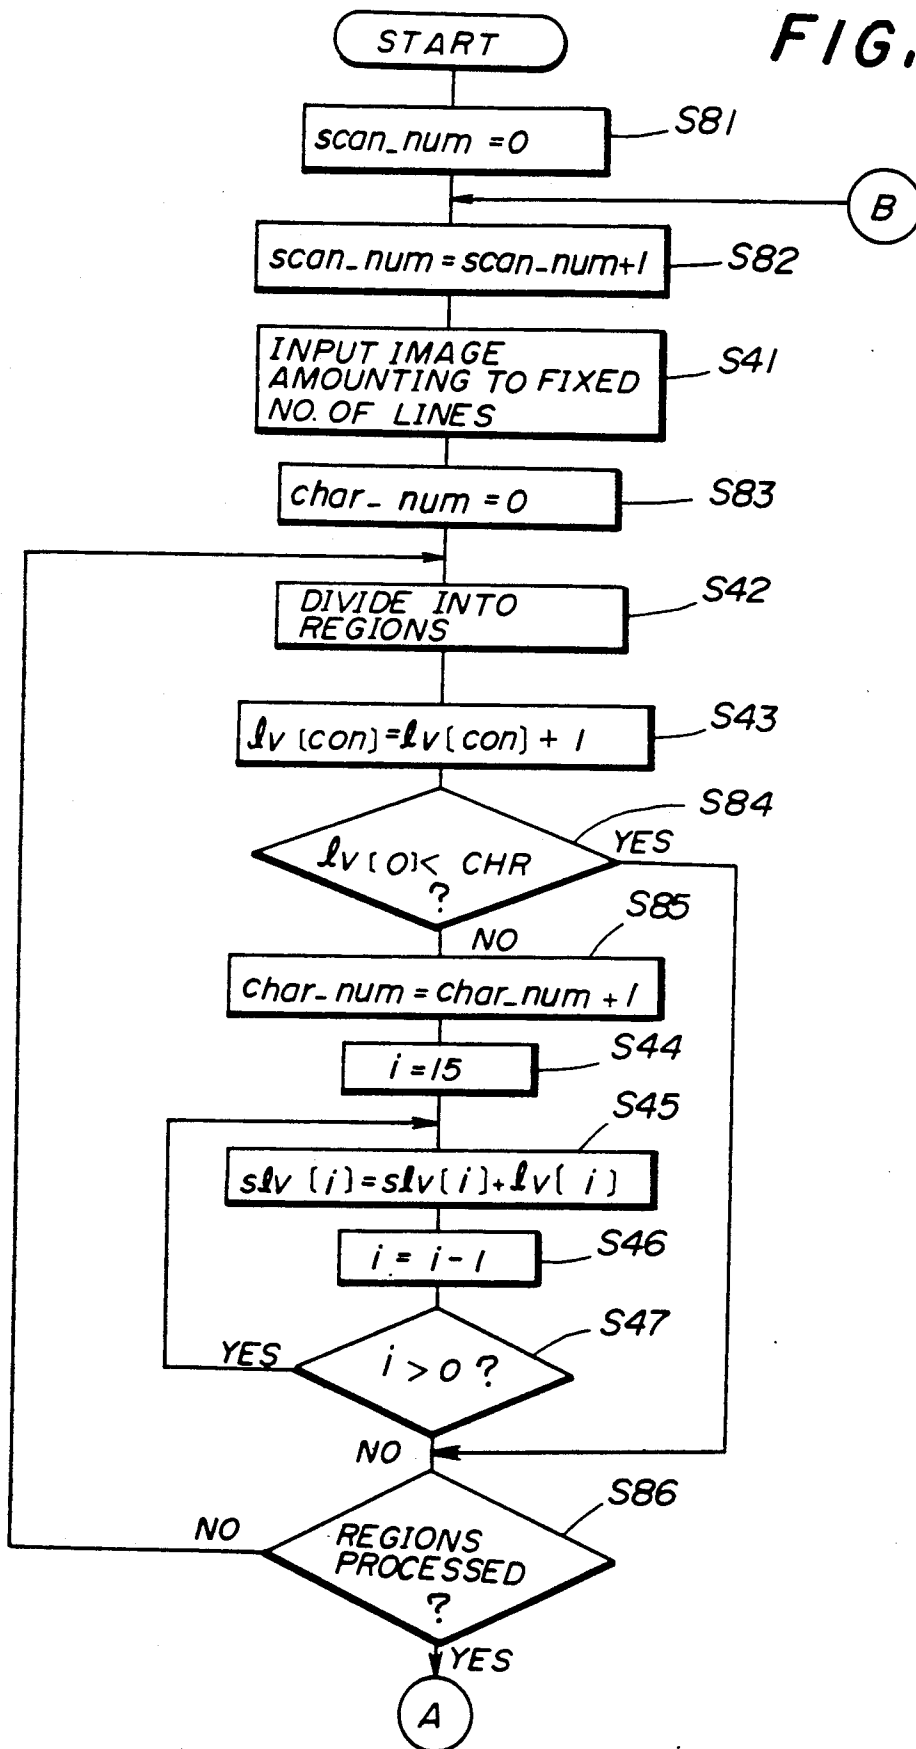 FIG.
START
scan_num = 0
S81
B
scan_num = scan_num+1
S82
INPUT IMAGE
AMOUNTING TO FIXED
NO. OF LINES
S41
char_num = 0
S83
DIVIDE INTO
REGIONS
S42
lv [con] = lv [con] + 1
S43
S84
lv [0] < CHR
?
YES
NO
S85
char_num = char_num + 1
i = 15
S44
S45
slv [i] = slv [i] + lv [i]
i = i - 1
S46
S47
i > 0 ?
YES
NO
S86
REGIONS
PROCESSED
?
NO
YES
A